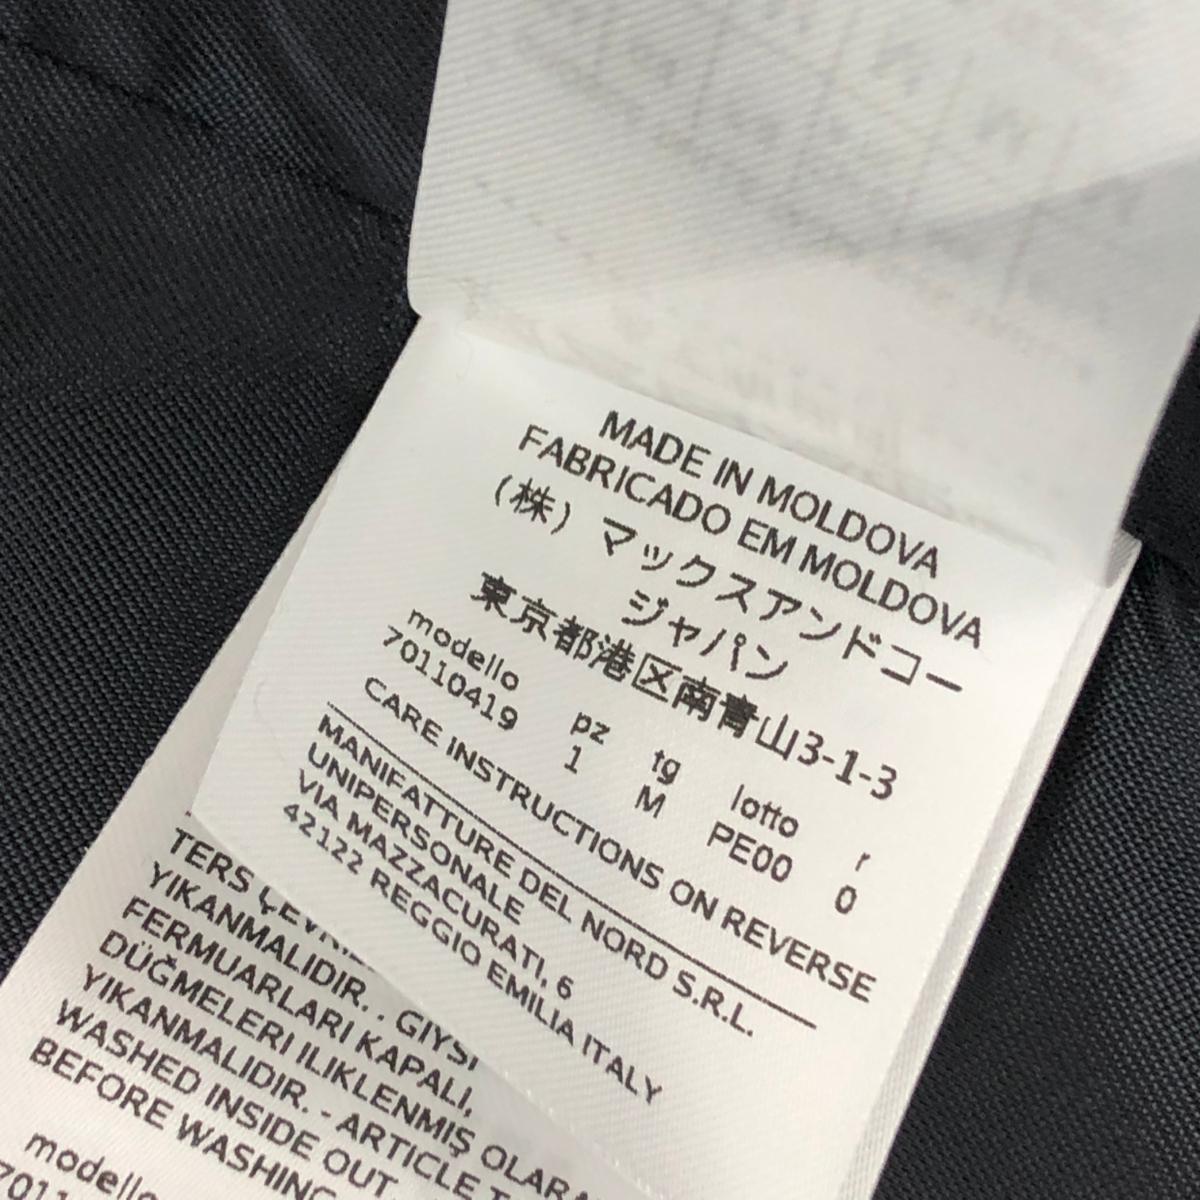 MADE IN MOLDOVA
FABRICADO EM MOLDOVA
(株) マックスアンドコー
ジャパン
東京都港区南青山3-1-3
modello pz tg lotto r
70110419 1 M PE00 0
CARE INSTRUCTIONS ON REVERSE
MANIFATTURE DEL NORD S.R.L.
UNIPERSONALE
VIA MAZZACURATI, 6
42122 REGGIO EMILIA ITALY
TERS
YIKANMALIDIR. . GIYSI
FERMUARLARI KAPALI,
DÜĞMELERI ILIKLENMIŞ
YIKANMALIDIR. - ARTICLE
WASHED INSIDE OUT.
BEFORE WASHING
modello